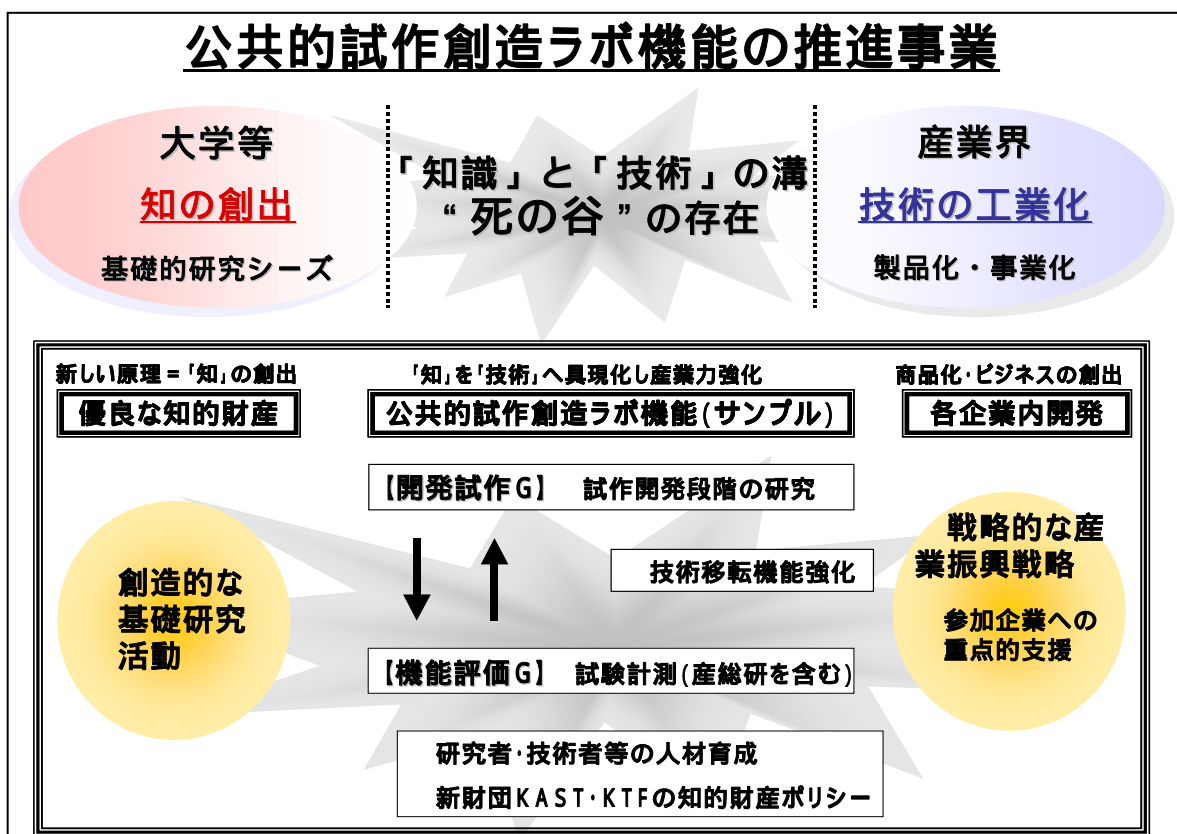 公共的試作創造ラボ機能の推進事業
大学等
知の創出
基礎的研究シーズ
「知識」と「技術」の溝
“死の谷”の存在
産業界
技術の工業化
製品化・事業化
新しい原理＝「知」の創出
優良な知的財産
「知」を「技術」へ具現化し産業力強化
公共的試作創造ラボ機能(サンプル)
商品化・ビジネスの創出
各企業内開発
【開発試作G】 試作開発段階の研究
技術移転機能強化
【機能評価G】 試験計測(産総研を含む)
創造的な
基礎研究
活動
戦略的な産
業振興戦略
参加企業への
重点的支援
研究者・技術者等の人材育成
新財団KAST・KTFの知的財産ポリシー